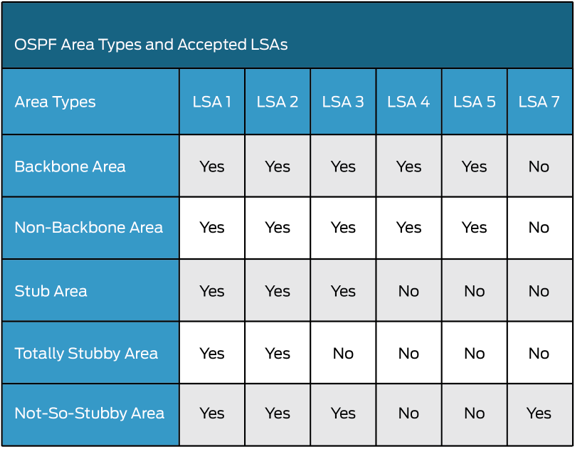 OSPF Area Types and Accepted LSAs
Area Types LSA 1 LSA 2 LSA 3 LSA 4 LSA 5 LSA 7
Backbone Area Yes Yes Yes Yes Yes No
Non-Backbone Area Yes Yes Yes Yes Yes No
Stub Area Yes Yes Yes No No No
Totally Stubby Area Yes Yes No No No No
Not-So-Stubby Area Yes Yes Yes No No Yes